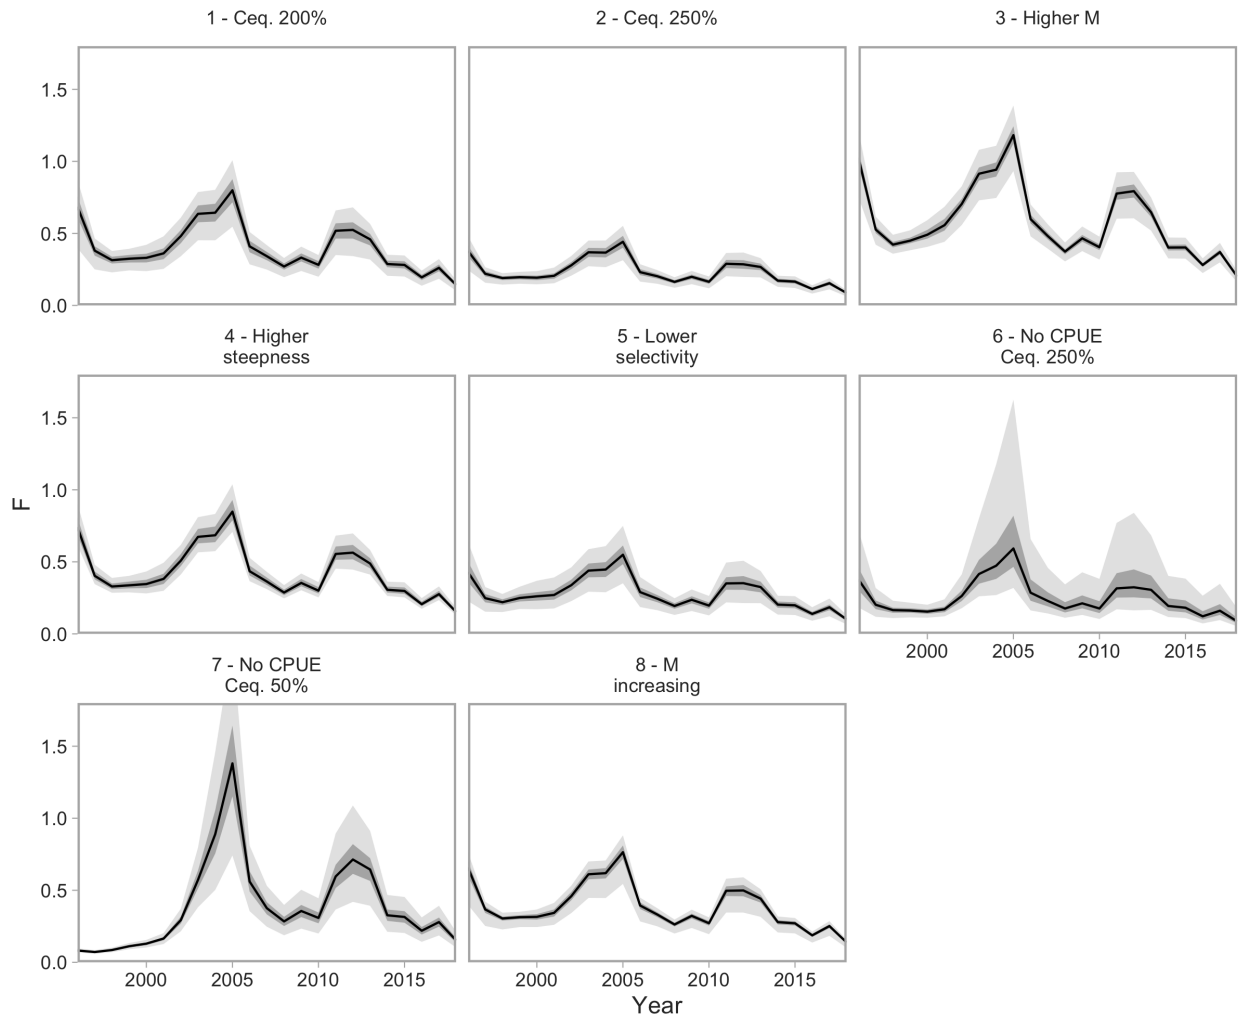 1 - Ceq. 200%
2 - Ceq. 250%
3 - Higher M
1.5
1.0
0.5
0.0
4 - Higher
steepness
5 - Lower
selectivity
6 - No CPUE
Ceq. 250%
1.5
1.0
0.5
0.0
F
2000
2005
2010
2015
7 - No CPUE
Ceq. 50%
8 - M
increasing
1.5
1.0
0.5
0.0
2000
2005
2010
2015
2000
2005
2010
2015
Year